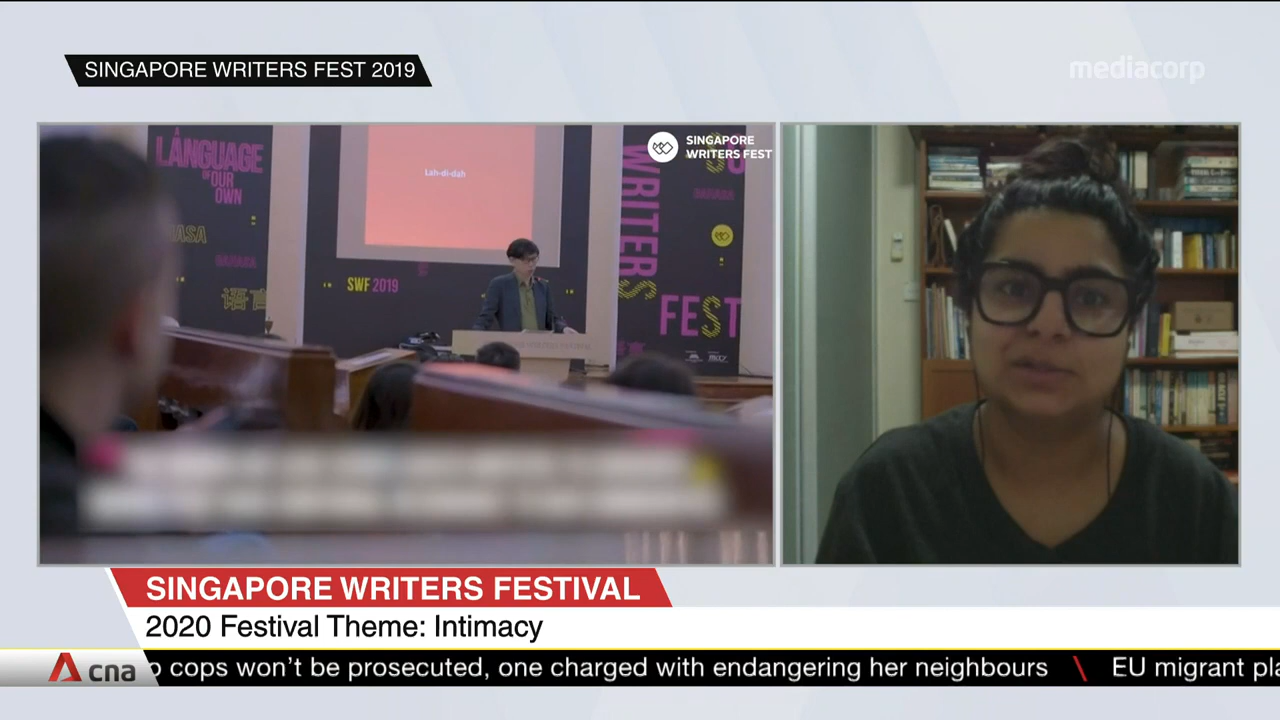 SINGAPORE WRITERS FEST 2019
mediacorp
SINGAPORE
WRITERS FEST
A
LANGUAGE
OF OUR
OWN
BAHASA
语言
Lah-di-dah
SWF 2019
WRITERS
FEST
BAHASA
SINGAPORE WRITERS FESTIVAL
2020 Festival Theme: Intimacy
cna
cops won't be prosecuted, one charged with endangering her neighbours \ EU migrant